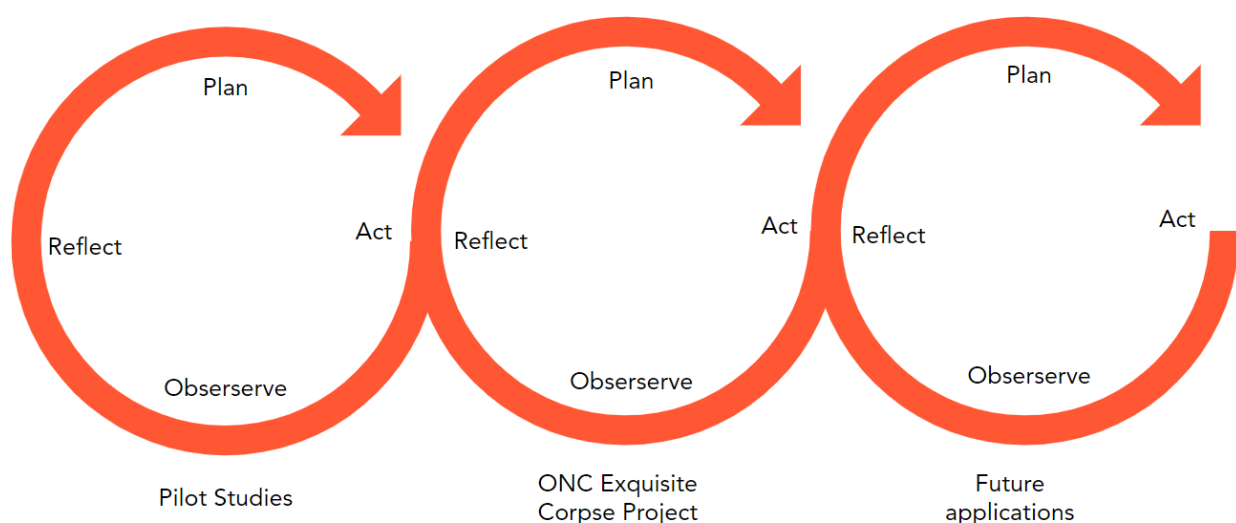 Plan
Plan
Plan
Reflect
Act
Reflect
Act
Reflect
Act
Obserserve
Obserserve
Obserserve
Pilot Studies
ONC Exquisite
Corpse Project
Future
applications